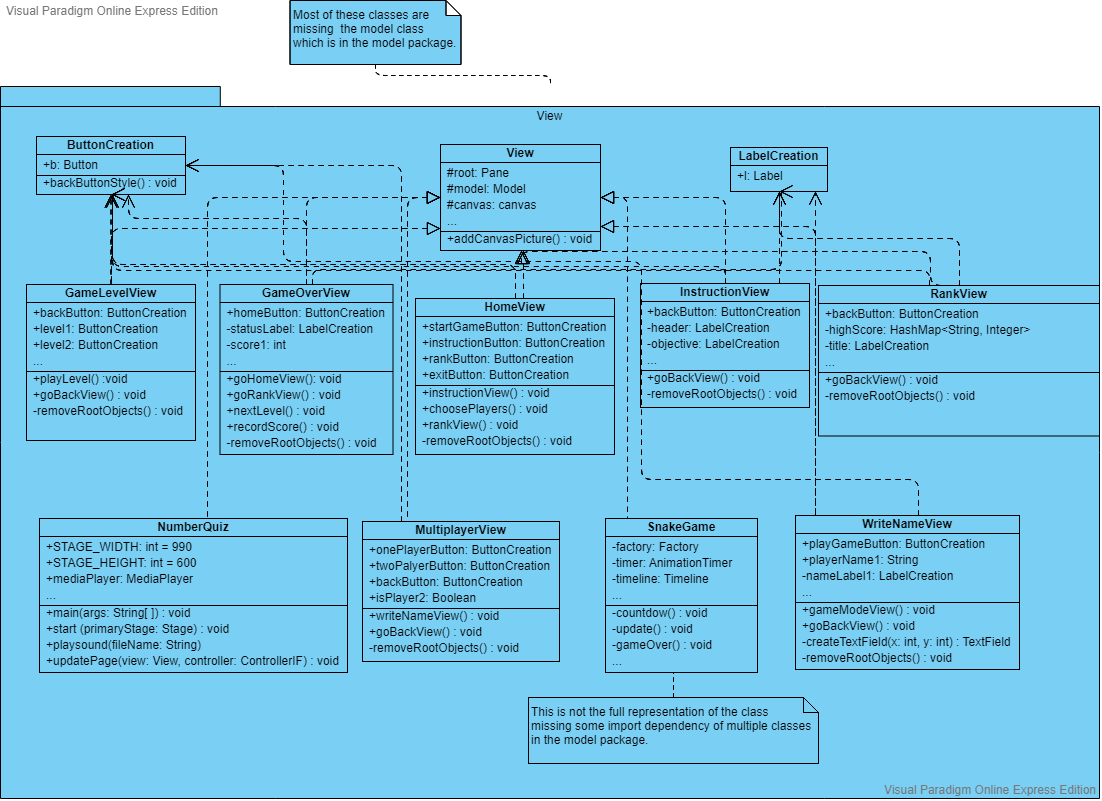 Visual Paradigm Online Express Edition
Most of these classes are
missing the model class
which is in the model package.
View
ButtonCreation
+b: Button
+backButtonStyle() : void
View
#root: Pane
#model: Model
#canvas: canvas
...
+addCanvasPicture() : void
LabelCreation
+l: Label
GameLevelView
+backButton: ButtonCreation
+level1: ButtonCreation
+level2: ButtonCreation
...
+playLevel() :void
+goBackView() : void
-removeRootObjects() : void
GameOverView
+homeButton: ButtonCreation
-statusLabel: LabelCreation
-score1: int
...
+goHomeView(): void
+goRankView() : void
+nextLevel() : void
+recordScore() : void
-removeRootObjects() : void
HomeView
+startGameButton: ButtonCreation
+instructionButton: ButtonCreation
+rankButton: ButtonCreation
+exitButton: ButtonCreation
+instructionView() : void
+choosePlayers() : void
+rankView() : void
-removeRootObjects() : void
InstructionView
+backButton: ButtonCreation
-header: LabelCreation
-objective: LabelCreation
...
+goBackView() : void
-removeRootObjects() : void
RankView
+backButton: ButtonCreation
-highScore: HashMap<String, Integer>
-title: LabelCreation
...
+goBackView() : void
-removeRootObjects() : void
NumberQuiz
+STAGE_WIDTH: int = 990
+STAGE_HEIGHT: int = 600
+mediaPlayer: MediaPlayer
...
+main(args: String[ ]) : void
+start (primaryStage: Stage) : void
+playsound(fileName: String)
+updatePage(view: View, controller: ControllerIF) : void
MultiplayerView
+onePlayerButton: ButtonCreation
+twoPalyerButton: ButtonCreation
+backButton: ButtonCreation
+isPlayer2: Boolean
+writeNameView() : void
+goBackView() : void
-removeRootObjects() : void
SnakeGame
-factory: Factory
-timer: AnimationTimer
-timeline: Timeline
...
-countdow() : void
-update() : void
-gameOver() : void
...
WriteNameView
+playGameButton: ButtonCreation
+playerName1: String
-nameLabel1: LabelCreation
...
+gameModeView() : void
+goBackView() : void
-createTextField(x: int, y: int) : TextField
-removeRootObjects() : void
This is not the full representation of the class
missing some import dependency of multiple classes
in the model package.
Visual Paradigm Online Express Edition